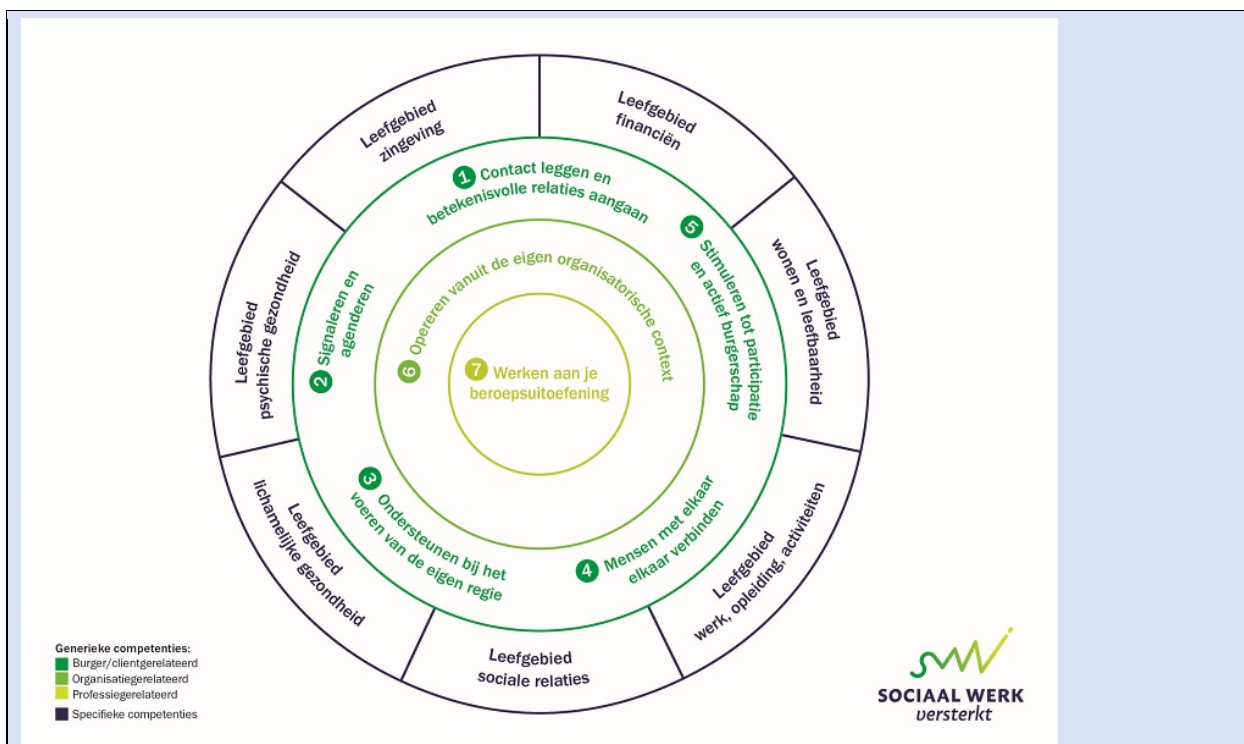 Leefgebied
zingeving
Leefgebied
financiën
1 Contact leggen en
betekenisvolle relaties aangaan
5 Stimuleren tot participatie
en actief burgerschap
Leefgebied
wonen en leefbaarheid
Leefgebied
psychische gezondheid
2 Signaleren en
agenderen
6 Opereren vanuit de eigen organisatorische context
7 Werken aan je
beroepsuitoefening
3 Ondersteunen bij het
voeren van de eigen regie
4 Mensen met elkaar
elkaar verbinden
Leefgebied
lichamelijke gezondheid
Leefgebied
sociale relaties
Leefgebied
werk, opleiding, activiteiten
Generieke competenties:
Burger/clientgerelateerd
Organisatiegerelateerd
Professiegerelateerd
Specifieke competenties
SOCIAAL WERK
versterkt